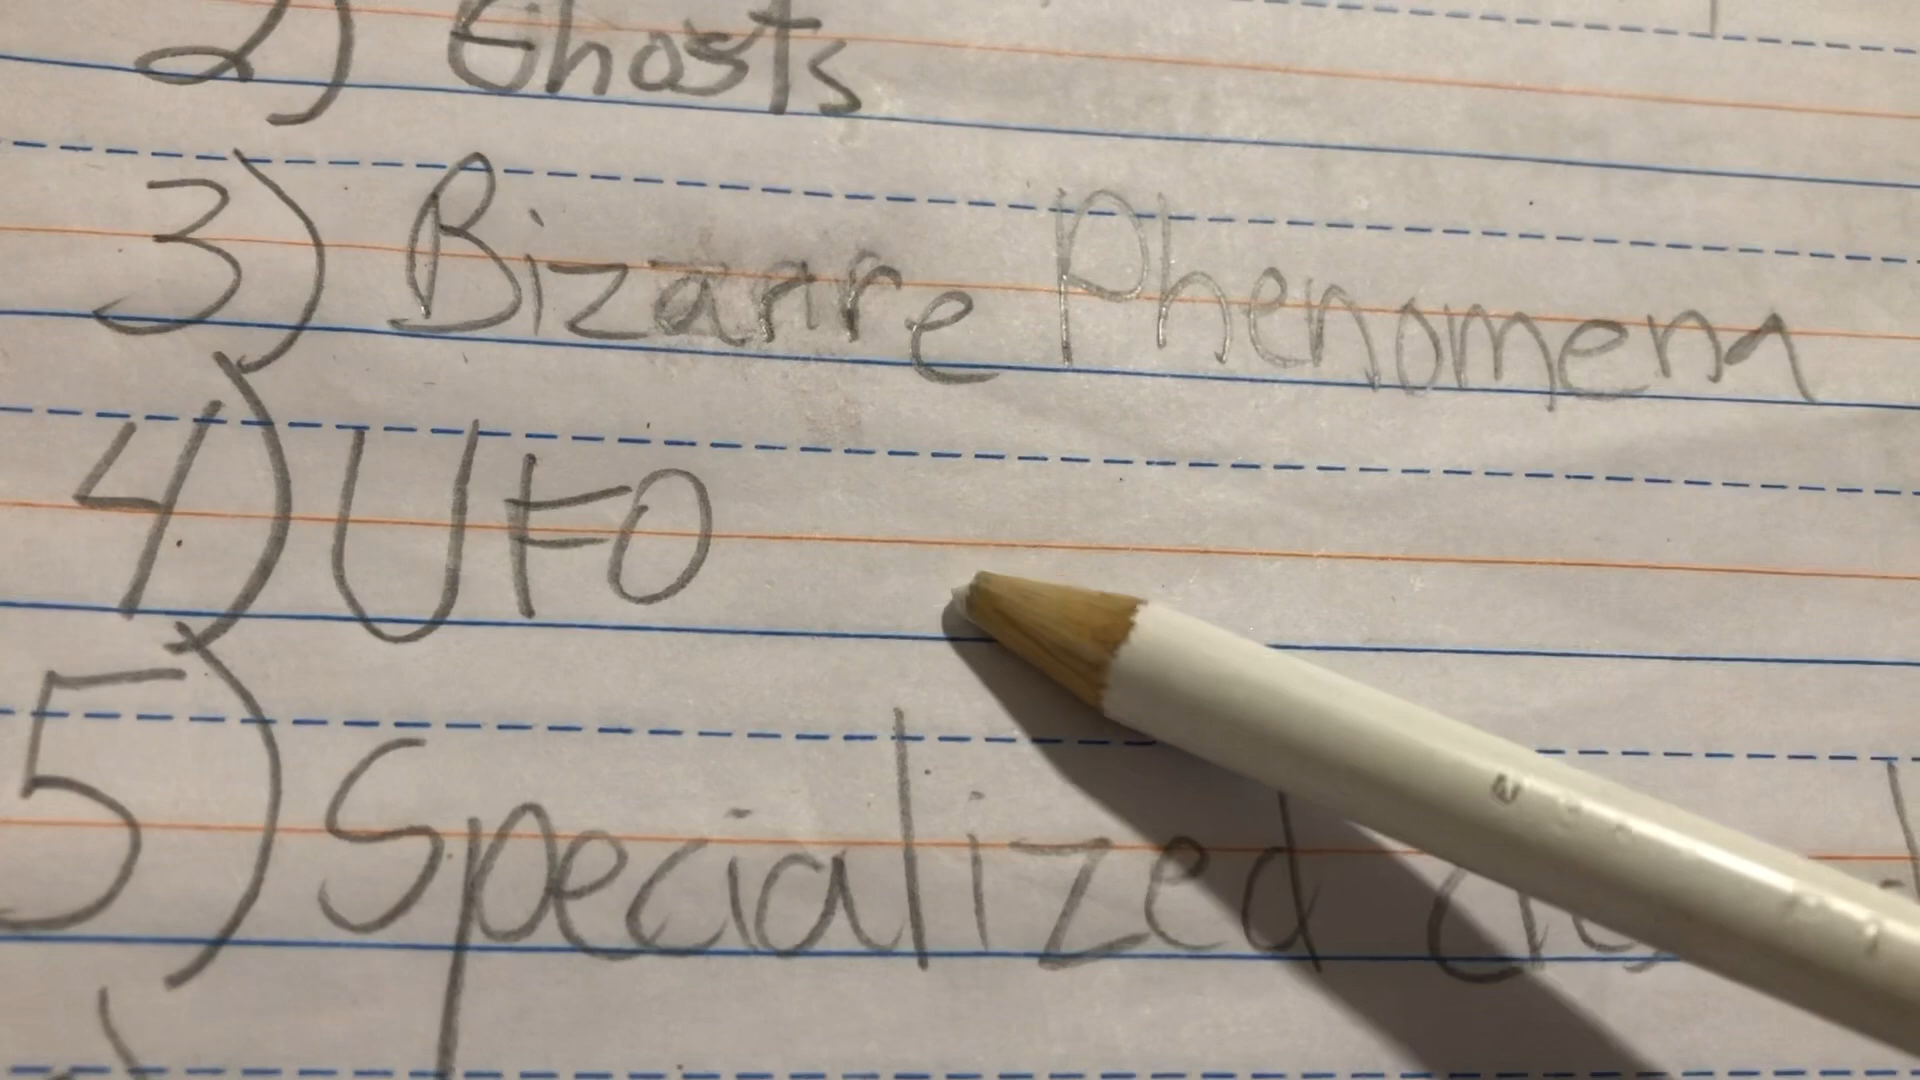 2) Ghosts
3) Bizarre Phenomena
4) UFO
5) Specialized